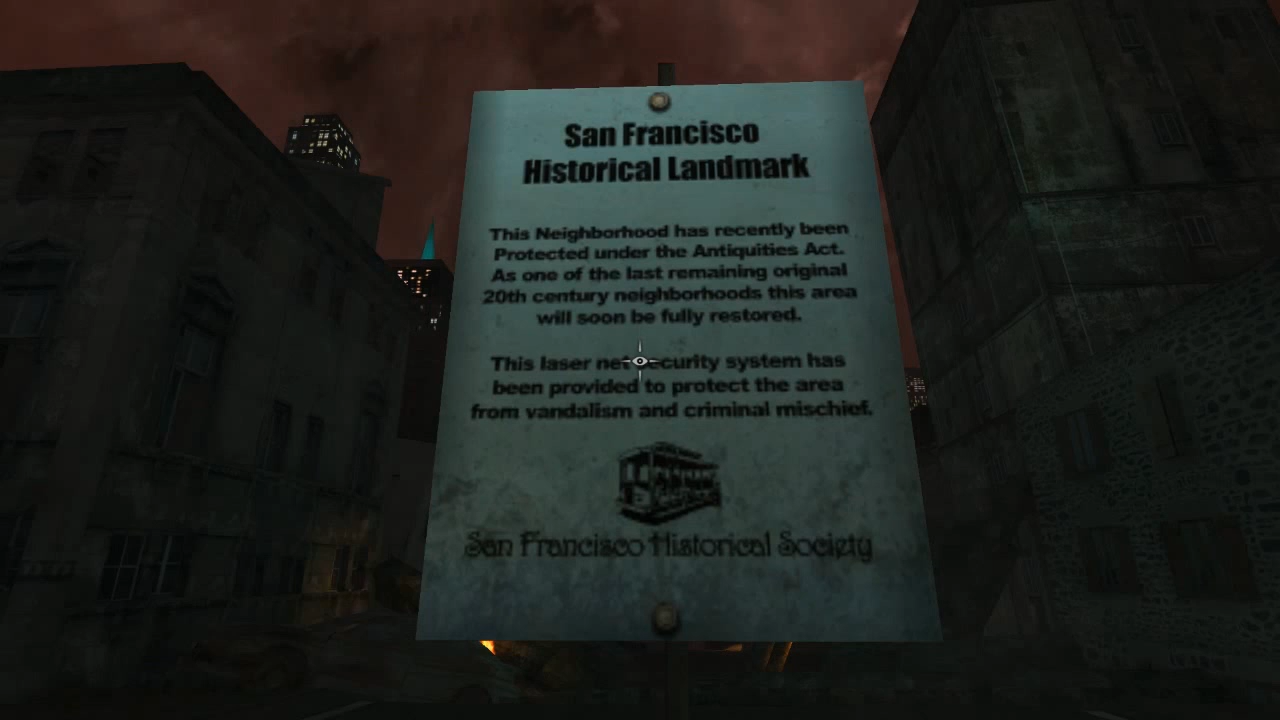 San Francisco
Historical Landmark
This Neighborhood has recently been
Protected under the Antiquities Act.
As one of the last remaining original
20th century neighborhoods this area
will soon be fully restored.
This laser net security system has
been provided to protect the area
from vandalism and criminal mischief.
San Francisco Historical Society